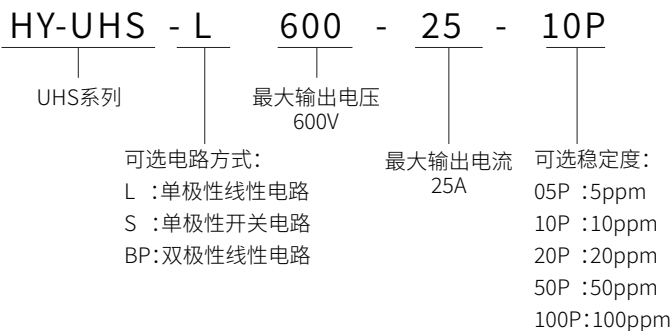 HY-UHS - L 600 - 25 - 10P
UHS系列
最大输出电压
600V
可选电路方式：
L ：单极性线性电路
S ：单极性开关电路
BP：双极性线性电路
最大输出电流
25A
可选稳定度：
05P ：5ppm
10P ：10ppm
20P ：20ppm
50P ：50ppm
100P：100ppm